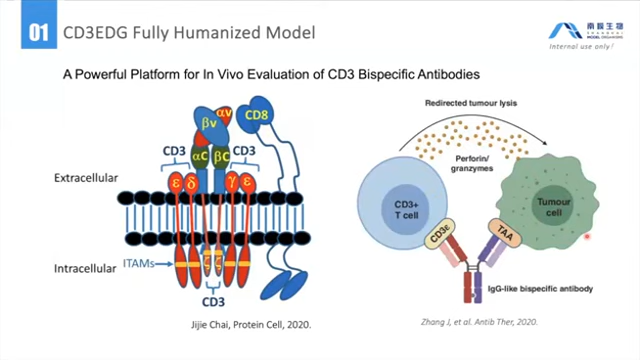 01
CD3EDG Fully Humanized Model
南模生物
SHANGHAI
MODEL ORGANISMS
Internal use only!
A Powerful Platform for In Vivo Evaluation of CD3 Bispecific Antibodies
αv
βv
CD8
CD3
αC
βC
CD3
ε
δ
γ
ε
Extracellular
Intracellular
ITAMs
ζ
ζ
CD3
Jijie Chai, Protein Cell, 2020.
Redirected tumour lysis
Perforin/
granzymes
CD3+
T cell
Tumour
cell
CD3ε
TAA
IgG-like bispecific antibody
Zhang J, et al. Antib Ther, 2020.